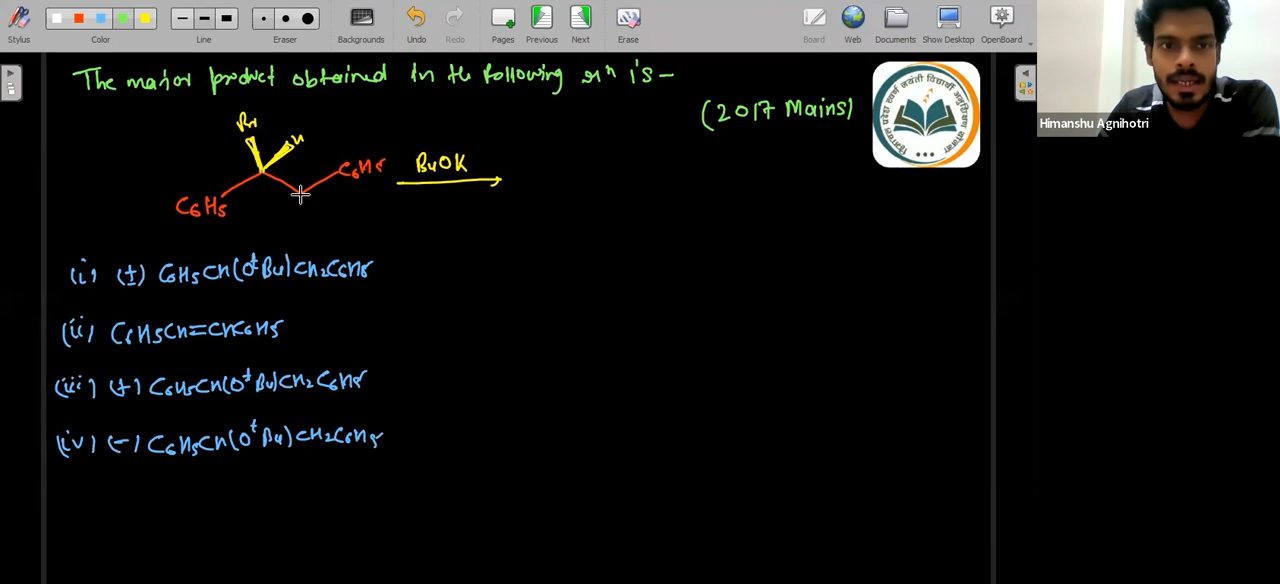 Stylus
Color
Line
Eraser
Backgrounds
Undo
Redo
Pages
Previous
Next
Erase
Board
Web
Documents
Show Desktop
OpenBoard
Himanshu Agnihotri
The major product obtained in the following rxn is-
(2017 Mains)
Br
H
C6H5
BuOK
C6H5
(i) (±) C6H5CH(OtBu)CH2C6H5
(ii) C6H5CH=CHC6H5
(iii) (+) C6H5CH(OtBu)CH2C6H5
(iv) (-) C6H5CH(OtBu)CH2C6H5